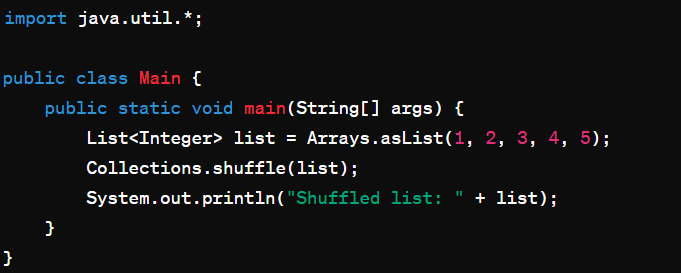 import java.util.*;
public class Main {
    public static void main(String[] args) {
        List<Integer> list = Arrays.asList(1, 2, 3, 4, 5);
        Collections.shuffle(list);
        System.out.println("Shuffled list: " + list);
    }
}